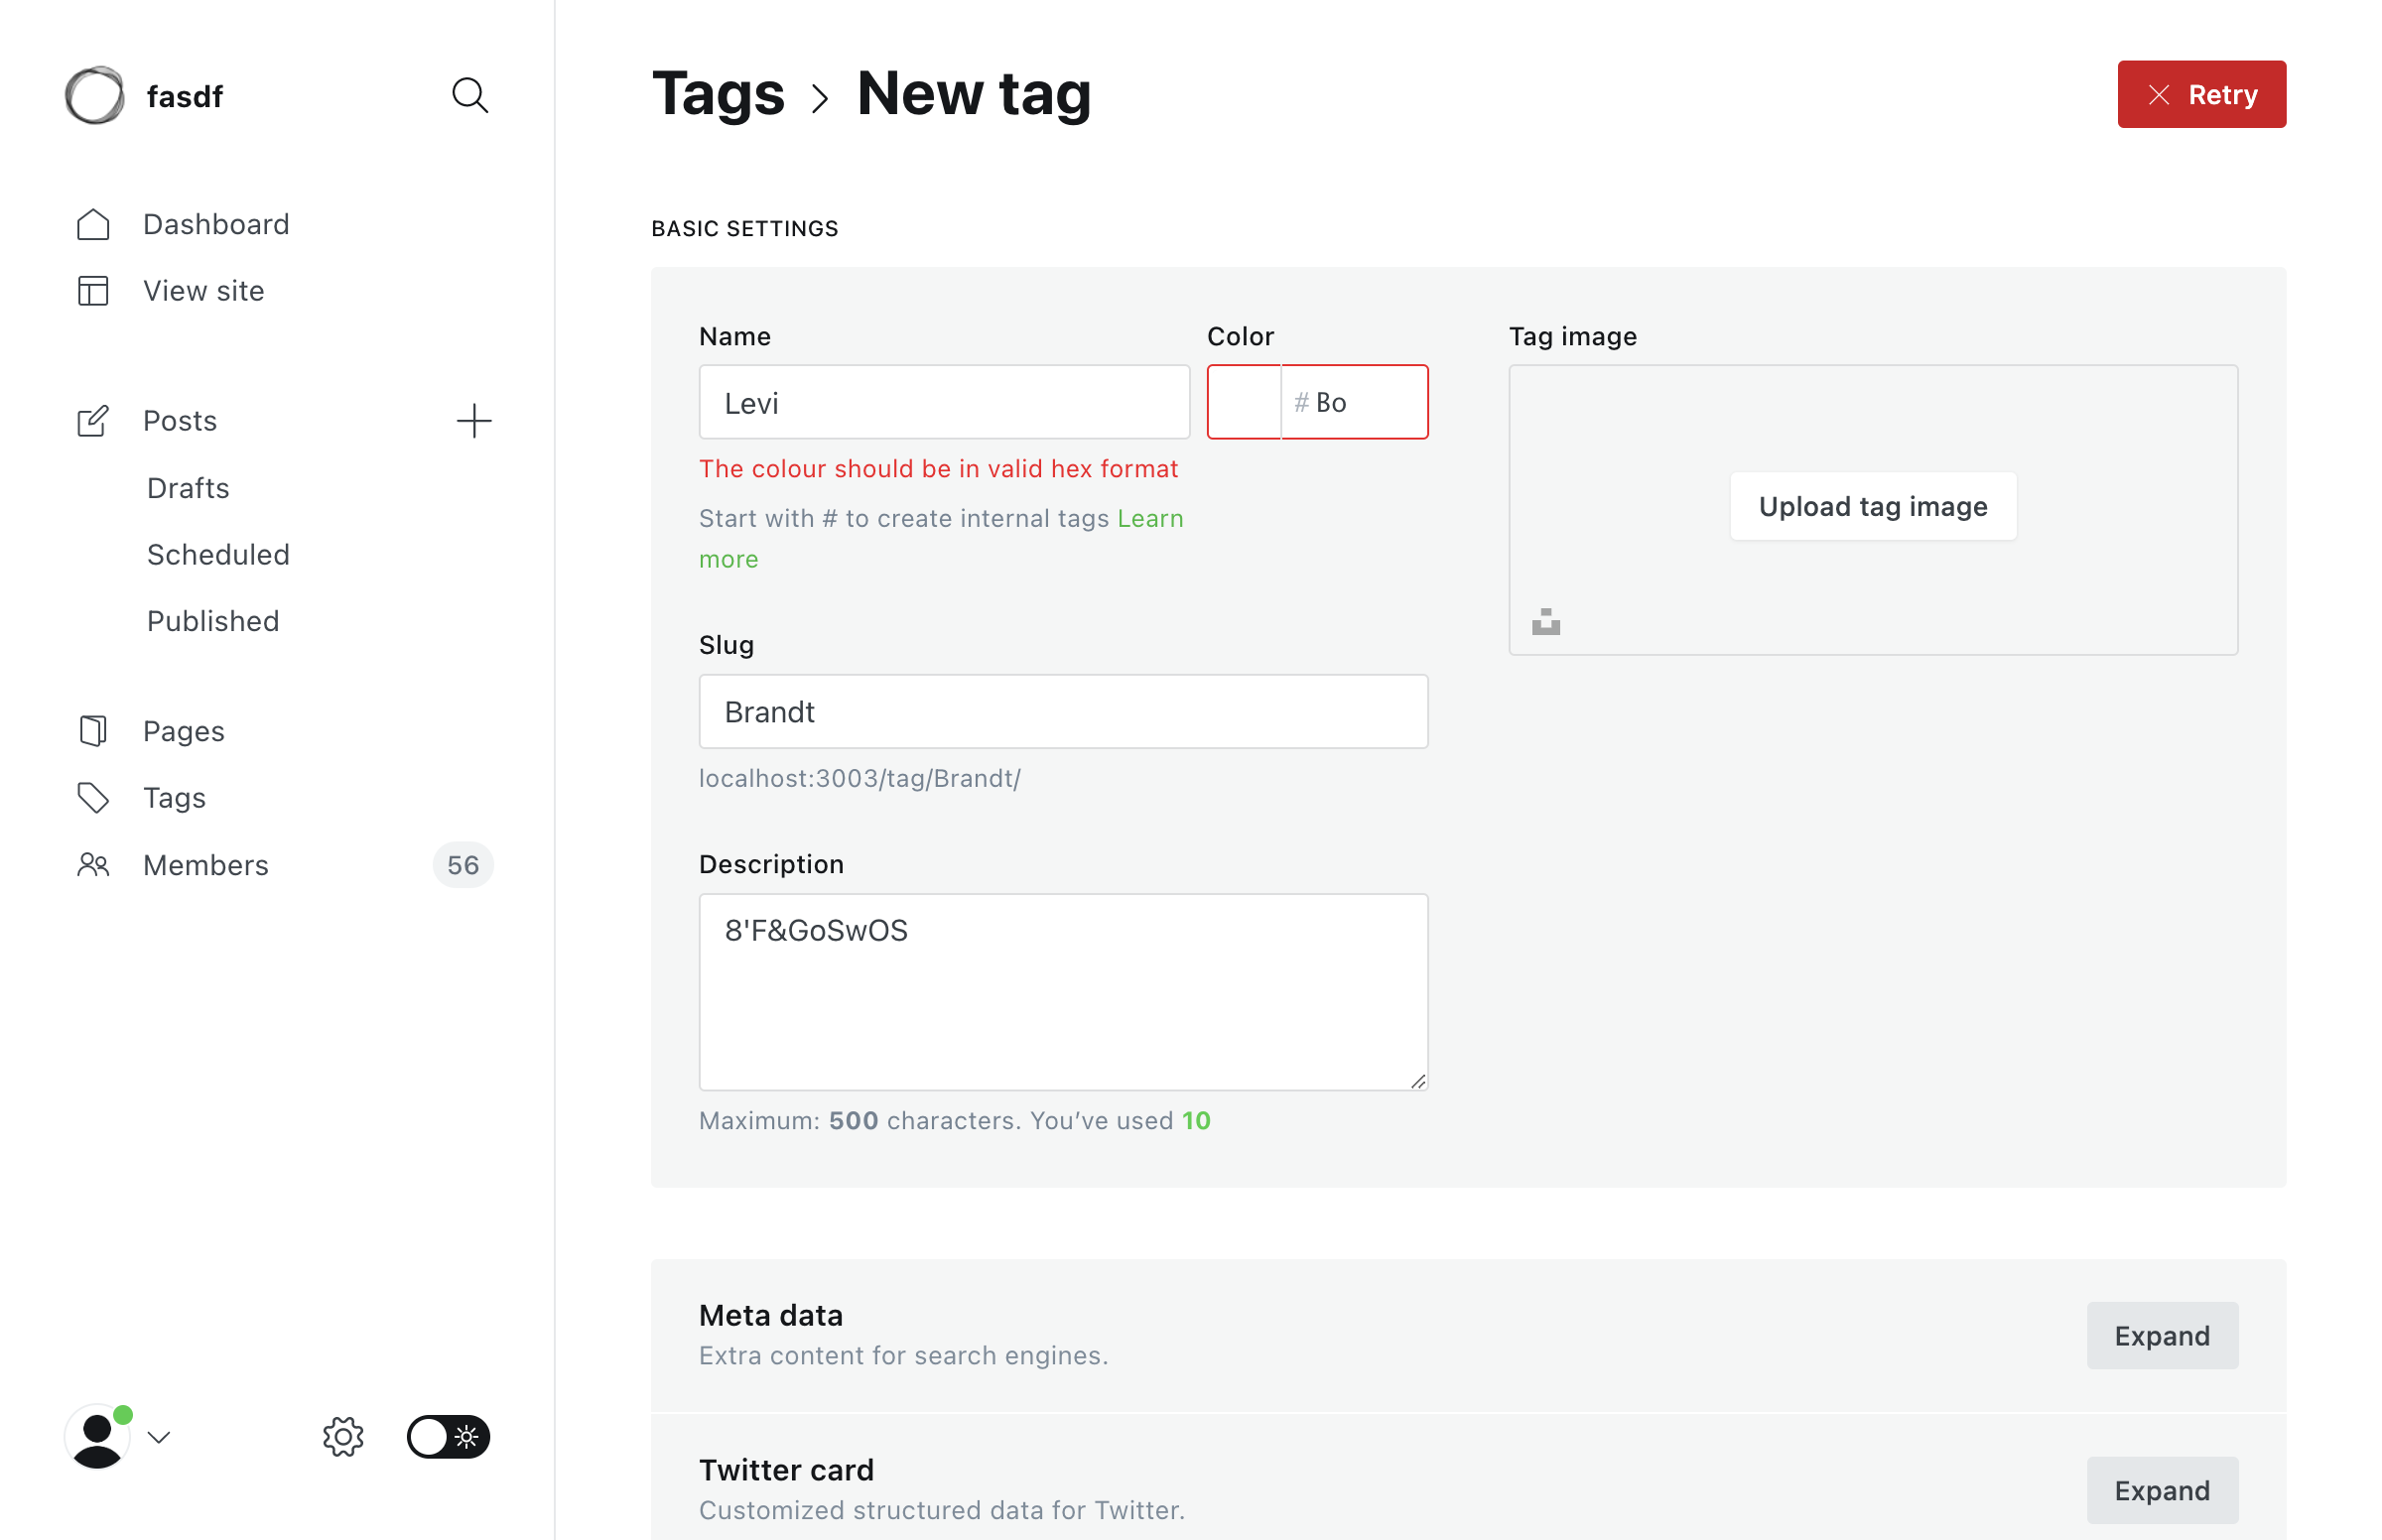 fasdf
Dashboard
View site
Posts
Drafts
Scheduled
Published
Pages
Tags
Members 56
Tags › New tag
Retry
BASIC SETTINGS
Name
Levi
Color
# Bo
The colour should be in valid hex format
Start with # to create internal tags Learn
more
Slug
Brandt
localhost:3003/tag/Brandt/
Description
8'F&GoSwOS
Maximum: 500 characters. You’ve used 10
Tag image
Upload tag image
Meta data
Extra content for search engines.
Expand
Twitter card
Customized structured data for Twitter.
Expand